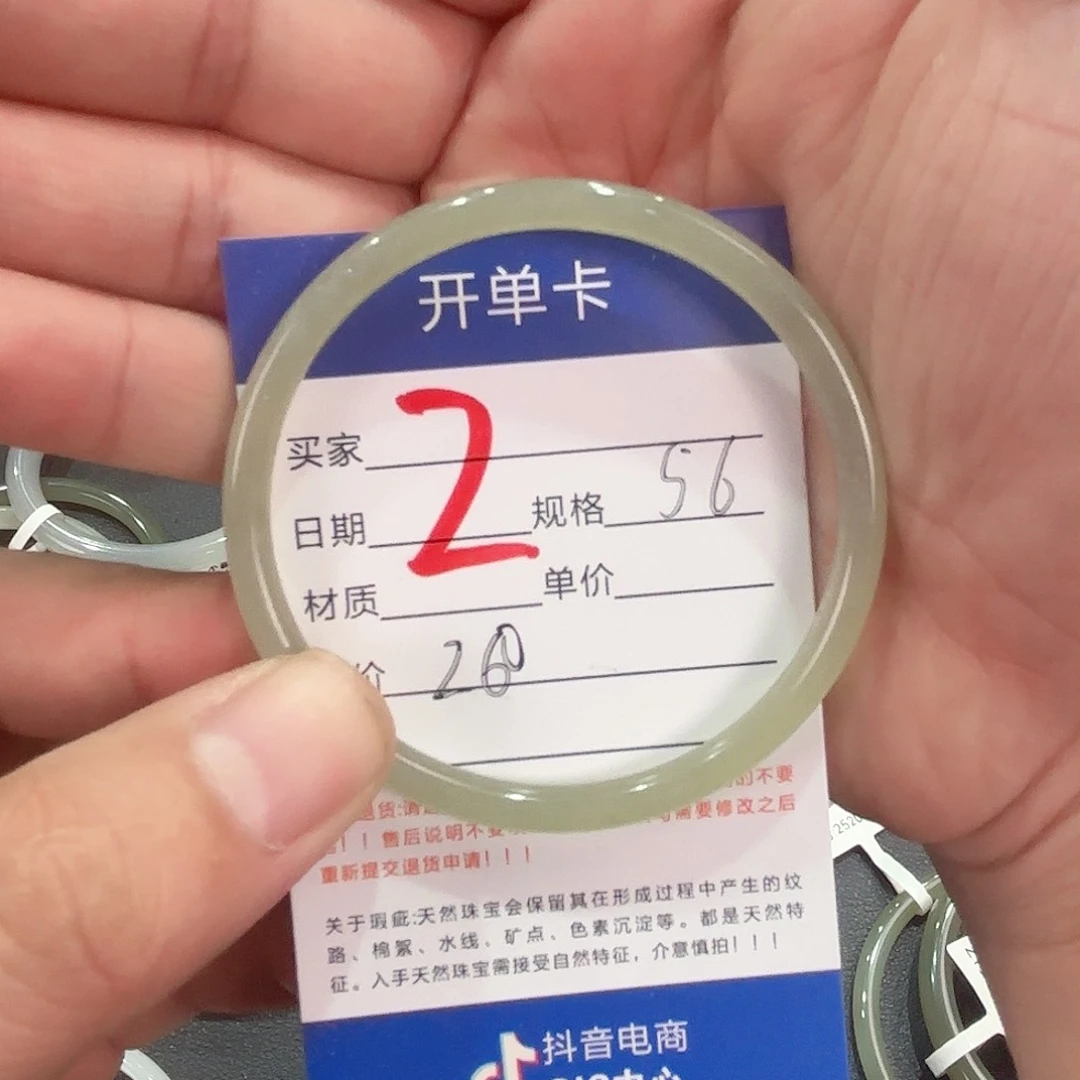 开单卡
买家
2
日期 规格 56
材质 单价
价
的不要
退货:请
售后说明不要 需要修改之后
重新提交退货申请！！！
关于瑕疵:天然珠宝会保留其在形成过程中产生的纹
路、棉絮、水线、矿点、色素沉淀等。都是天然特
征。入手天然珠宝需接受自然特征，介意慎拍！！！
抖音电商